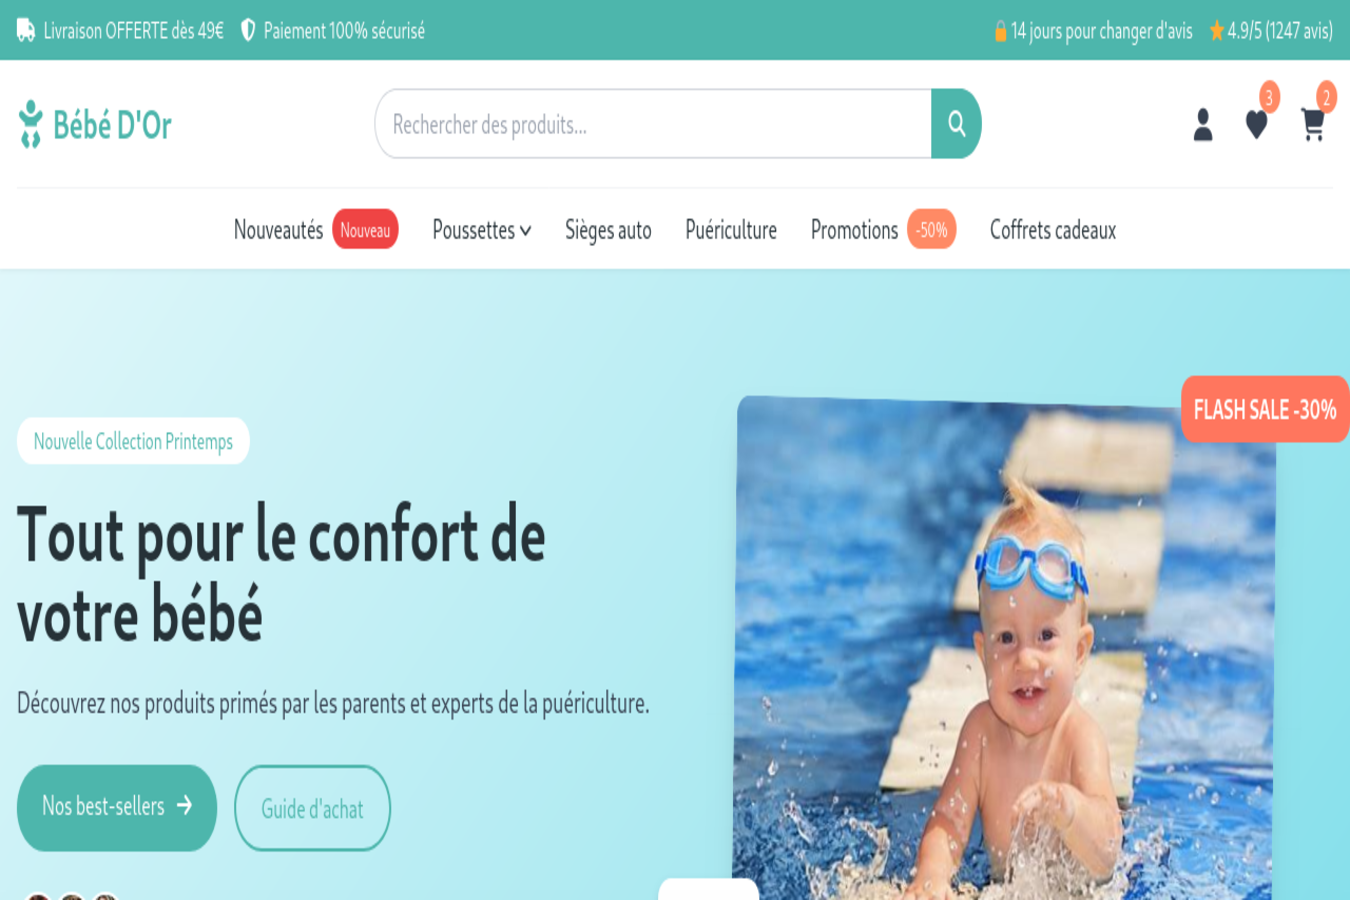 Livraison OFFERTE dès 49€
Paiement 100% sécurisé
14 jours pour changer d'avis
4.9/5 (1247 avis)
Bébé D'Or
Rechercher des produits...
3
2
Nouveautés
Nouveau
Poussettes
Sièges auto
Puériculture
Promotions
-50%
Coffrets cadeaux
FLASH SALE -30%
Nouvelle Collection Printemps
Tout pour le confort de
votre bébé
Découvrez nos produits primés par les parents et experts de la puériculture.
Nos best-sellers
Guide d'achat